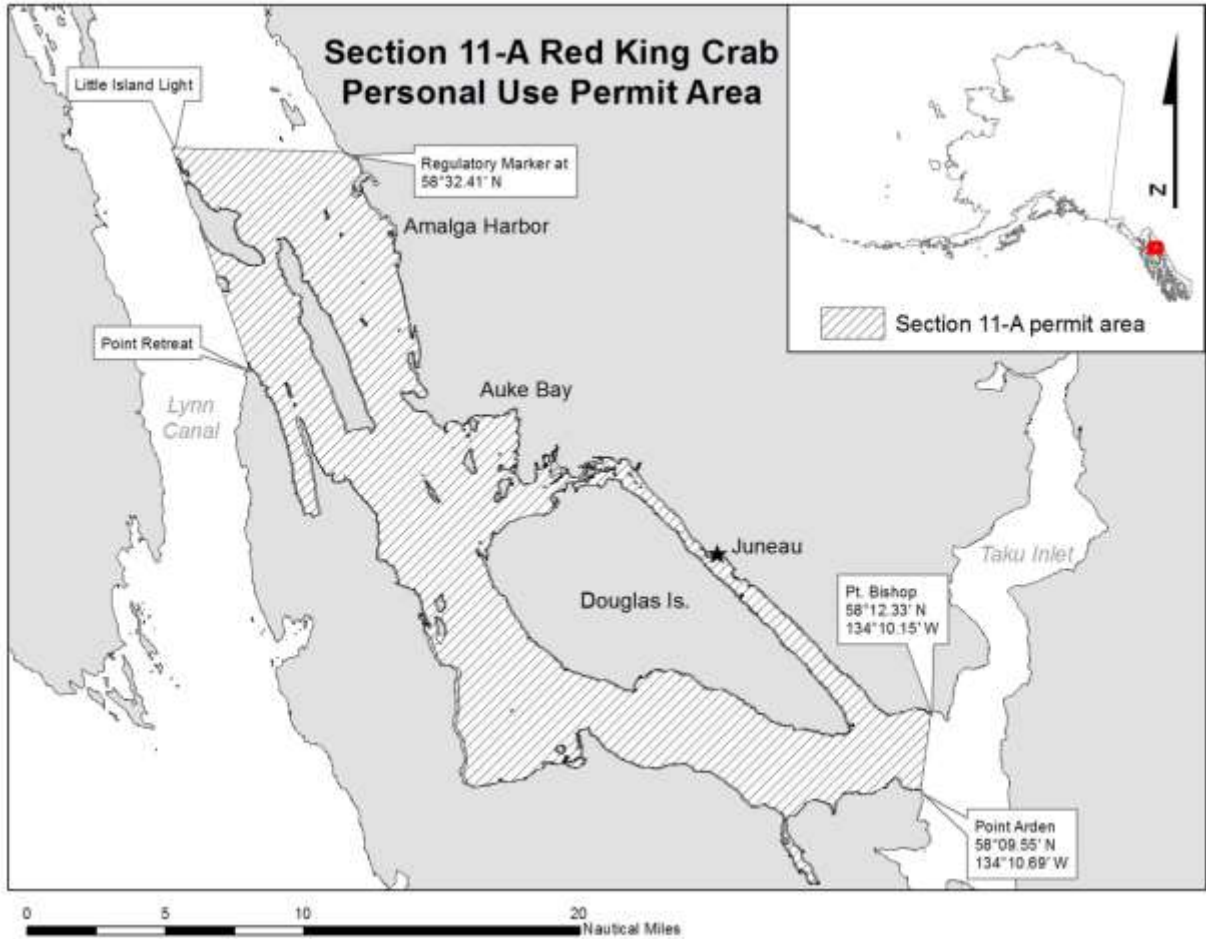 Section 11-A Red King Crab
Personal Use Permit Area
Little Island Light
Regulatory Marker at
58°32.41' N
Amalga Harbor
N
Section 11-A permit area
Point Retreat
Lynn
Canal
Auke Bay
Juneau
Taku Inlet
Douglas Is.
Pt. Bishop
58°12.33' N
134°10.15' W
Point Arden
58°09.55' N
134°10.69' W
0 5 10 20
Nautical Miles